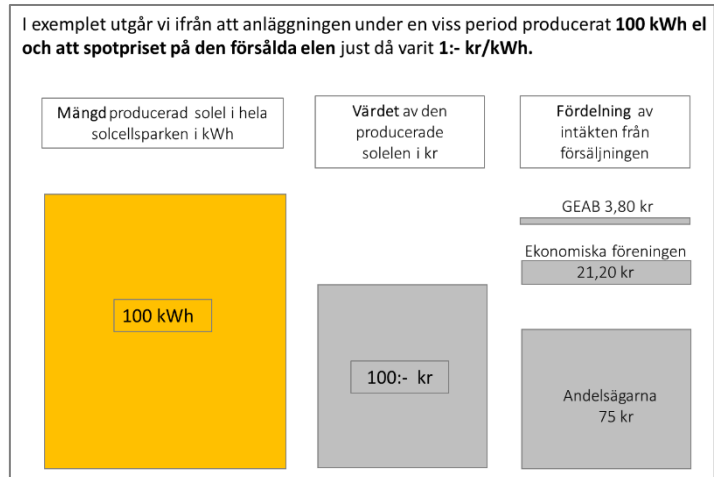 I exemplet utgår vi ifrån att anläggningen under en viss period producerat 100 kWh el
och att spotpriset på den försålda elen just då varit 1:- kr/kWh.
Mängd producerad solel i hela
solcellsparken i kWh
Värdet av den
producerade
solelen i kr
Fördelning av
intäkten från
försäljningen
GEAB 3,80 kr
Ekonomiska föreningen
21,20 kr
100 kWh
100:- kr
Andelsägarna
75 kr